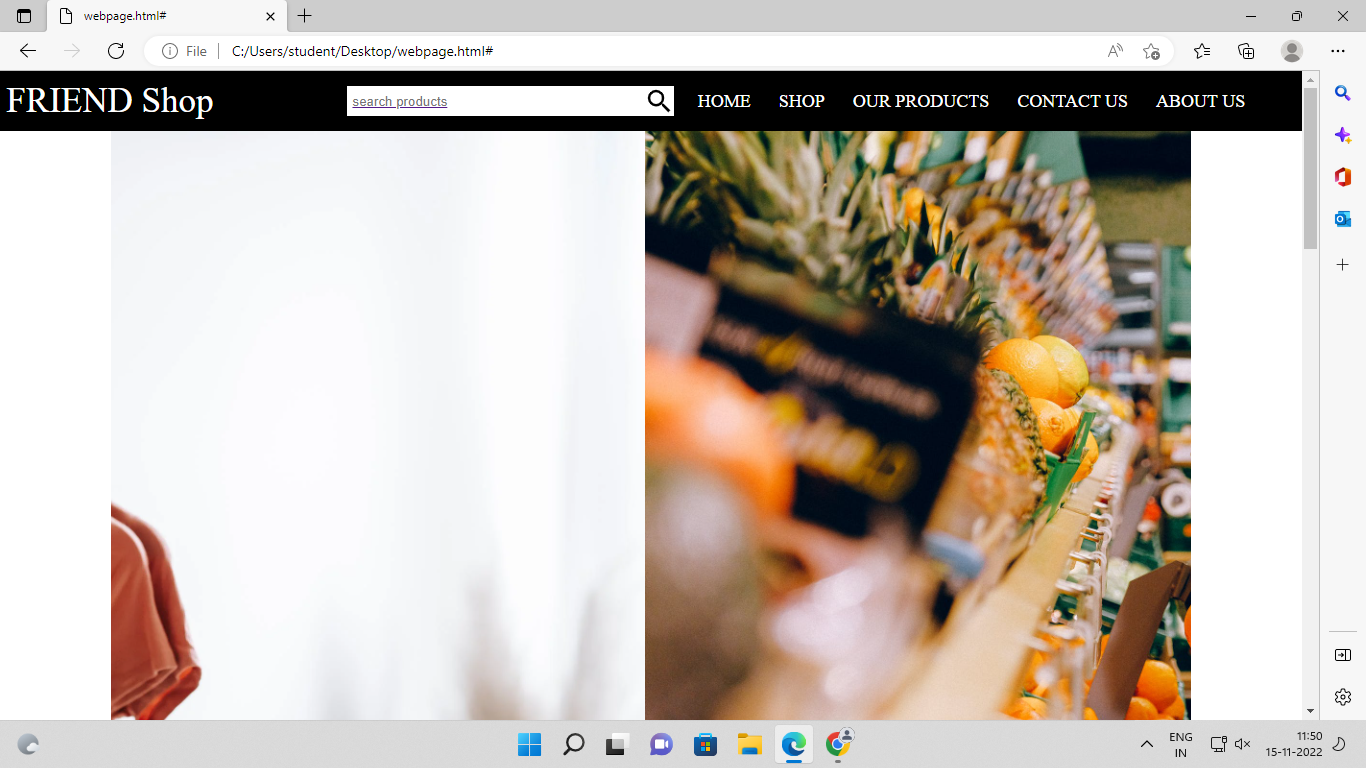 webpage.html#
File
C:/Users/student/Desktop/webpage.html#
FRIEND Shop
search products
HOME
SHOP
OUR PRODUCTS
CONTACT US
ABOUT US
ENG
IN
11:50
15-11-2022